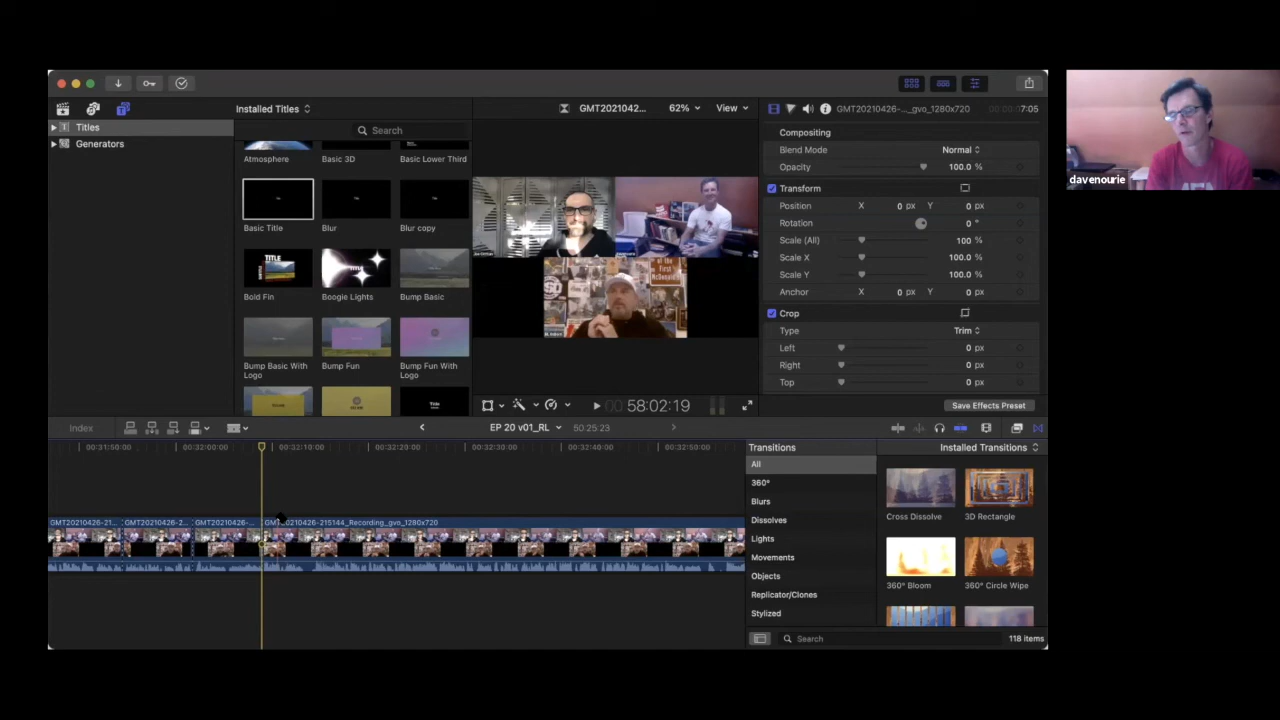 Installed Titles
GMT2021042...
62%
View
GMT20210426-..._gvo_1280x720
7:05
Titles
Generators
Search
Atmosphere
Basic 3D
Basic Lower Third
Basic Title
Blur
Blur copy
TITLE
TITLE
Bold Fin
Boogie Lights
Bump Basic
Bump Basic With
Logo
Bump Fun
Bump Fun With
Logo
Title
Compositing
Blend Mode
Normal
Opacity
100.0 %
Transform
Position
X 0 px Y 0 px
Rotation
0 °
Scale (All)
100 %
Scale X
100.0 %
Scale Y
100.0 %
Anchor
X 0 px Y 0 px
Crop
Type
Trim
Left
0 px
Right
0 px
Top
0 px
58:02:19
Save Effects Preset
davenourie
Index
EP 20 v01_RL
50:25:23
00:31:50:00
00:32:00:00
00:32:10:00
00:32:20:00
00:32:30:00
00:32:40:00
00:32:50:00
GMT20210426-21...
GMT20210426-2...
GMT20210426-...
GMT20210426-215144_Recording_gvo_1280x720
Transitions
Installed Transitions
All
360°
Blurs
Dissolves
Lights
Movements
Objects
Replicator/Clones
Stylized
Cross Dissolve
3D Rectangle
360° Bloom
360° Circle Wipe
Search
118 items